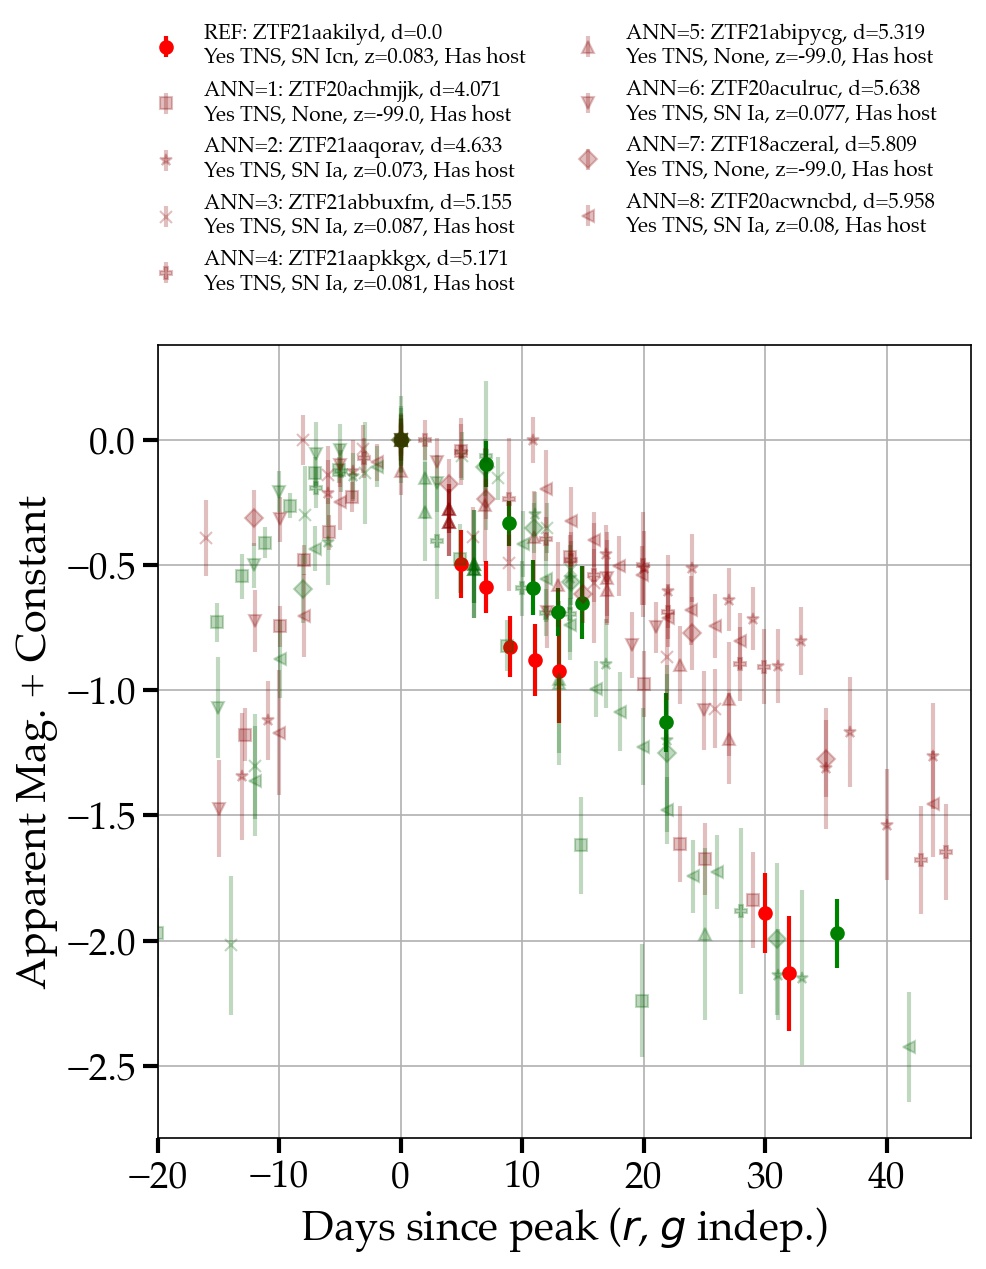 REF: ZTF21aakilyd, d=0.0
Yes TNS, SN Icn, z=0.083, Has host
ANN=1: ZTF20achmjjk, d=4.071
Yes TNS, None, z=-99.0, Has host
ANN=2: ZTF21aaqorav, d=4.633
Yes TNS, SN Ia, z=0.073, Has host
ANN=3: ZTF21abbuxfm, d=5.155
Yes TNS, SN Ia, z=0.087, Has host
ANN=4: ZTF21aapkkgx, d=5.171
Yes TNS, SN Ia, z=0.081, Has host
ANN=5: ZTF21abipycg, d=5.319
Yes TNS, None, z=-99.0, Has host
ANN=6: ZTF20aculruc, d=5.638
Yes TNS, SN Ia, z=0.077, Has host
ANN=7: ZTF18aczeral, d=5.809
Yes TNS, None, z=-99.0, Has host
ANN=8: ZTF20acwncbd, d=5.958
Yes TNS, SN Ia, z=0.08, Has host
Apparent Mag. + Constant
0.0
−0.5
−1.0
−1.5
−2.0
−2.5
−20 −10 0 10 20 30 40
Days since peak (r, g indep.)